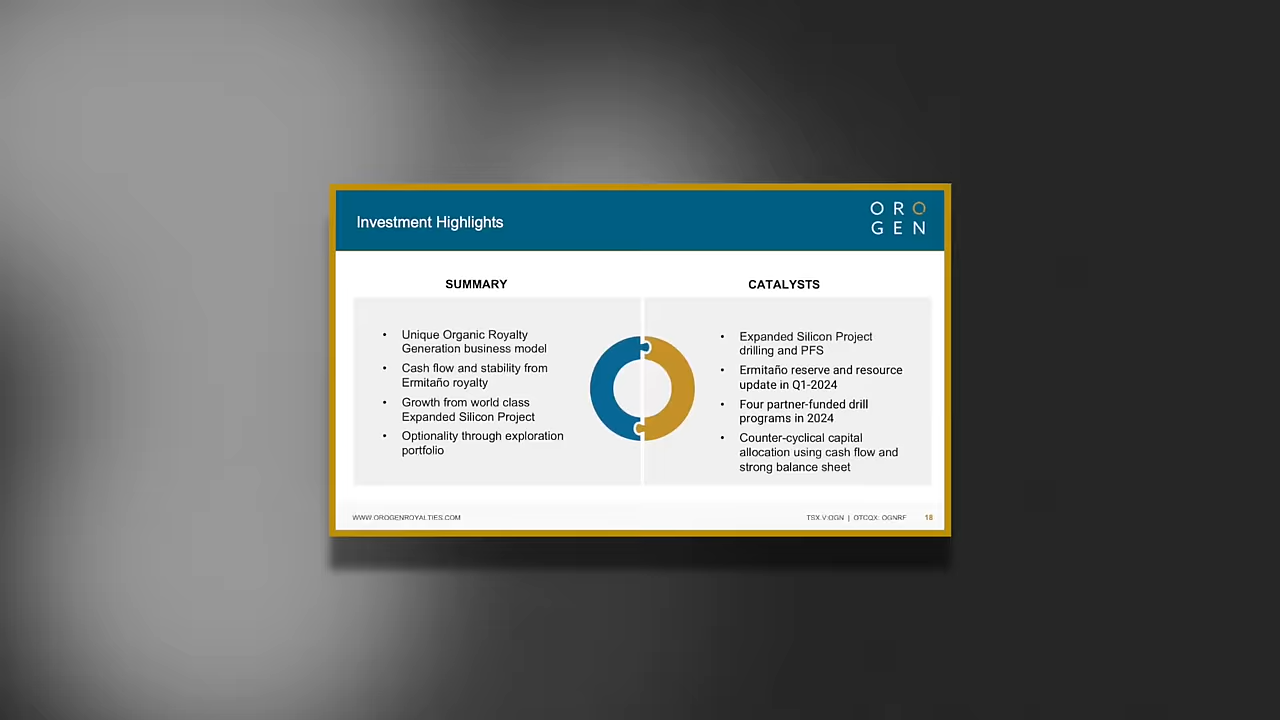 Investment Highlights
O R O
G E N
SUMMARY
• Unique Organic Royalty
Generation business model
• Cash flow and stability from
Ermitaño royalty
• Growth from world class
Expanded Silicon Project
• Optionality through exploration
portfolio
CATALYSTS
• Expanded Silicon Project
drilling and PFS
• Ermitaño reserve and resource
update in Q1-2024
• Four partner-funded drill
programs in 2024
• Counter-cyclical capital
allocation using cash flow and
strong balance sheet
WWW.OROGENROYALTIES.COM
TSX.V:OGN | OTCQX: OGNRF 18